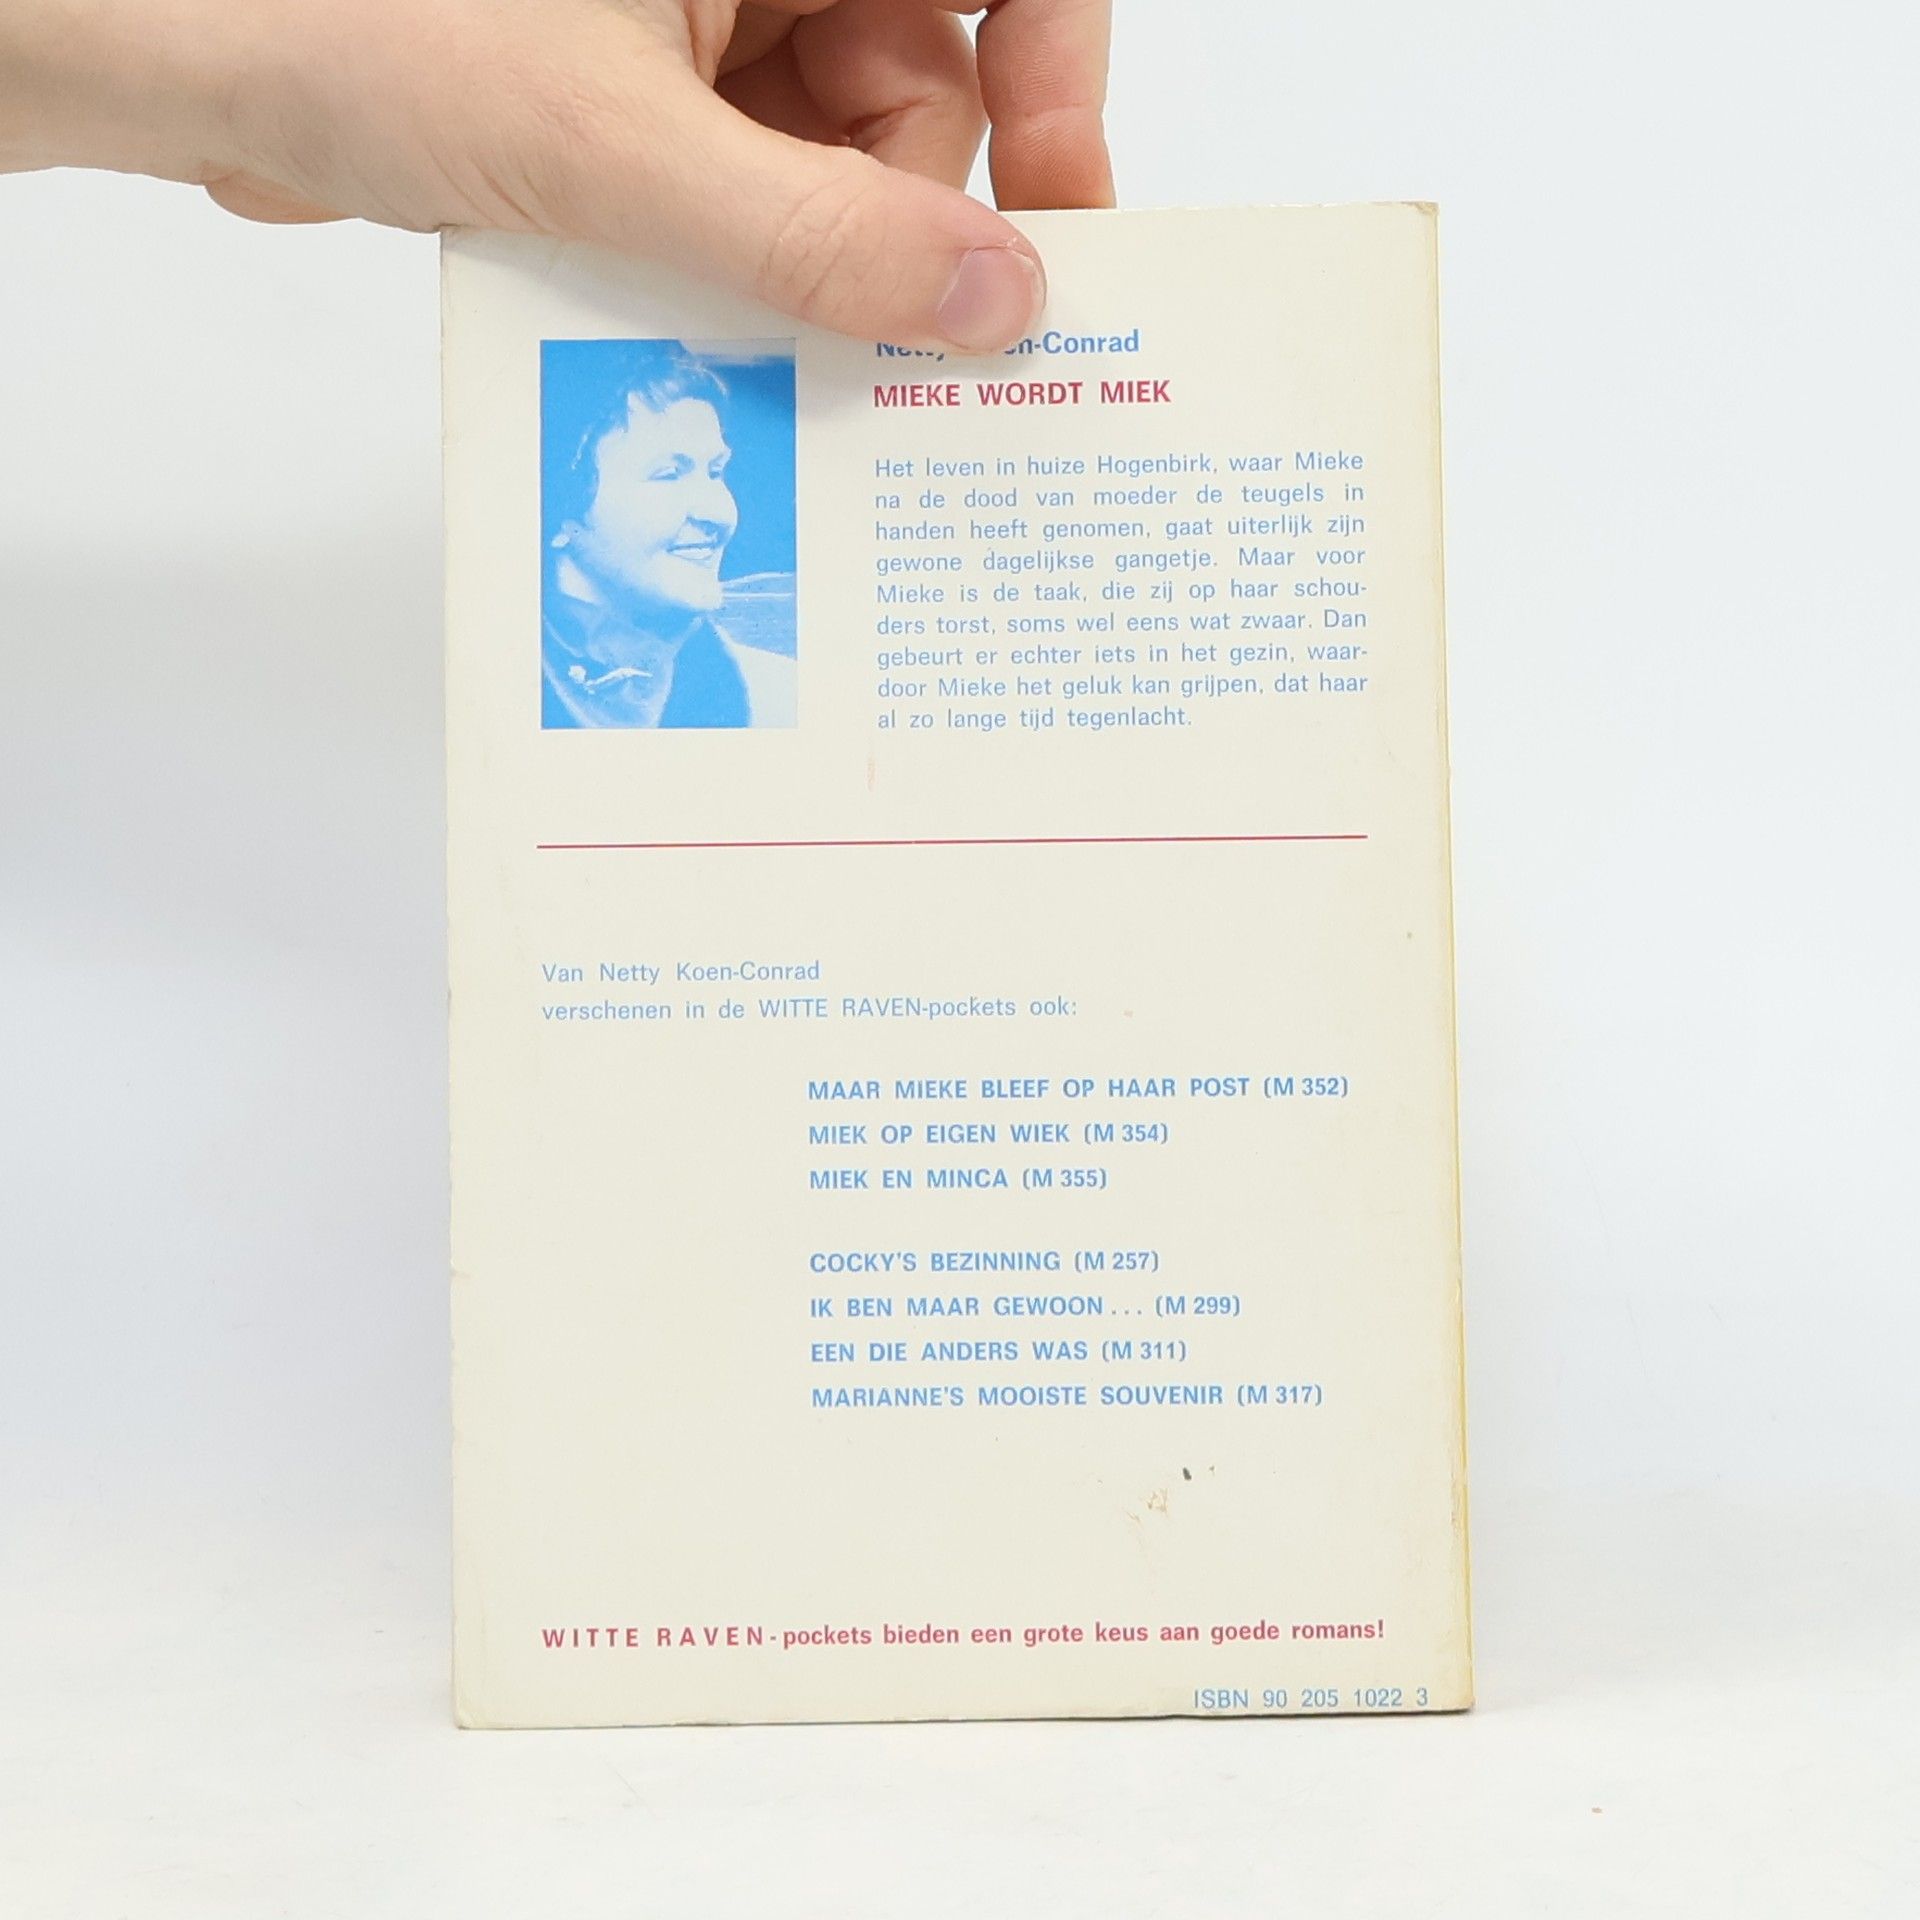 Netty n-Conrad
MIEKE WORDT MIEK
Het leven in huize Hogenbirk, waar Mieke
na de dood van moeder de teugels in
handen heeft genomen, gaat uiterlijk zijn
gewone dagelijkse gangetje. Maar voor
Mieke is de taak, die zij op haar schou-
ders torst, soms wel eens wat zwaar. Dan
gebeurt er echter iets in het gezin, waar-
door Mieke het geluk kan grijpen, dat haar
al zo lange tijd tegenlacht.
Van Netty Koen-Conrad
verschenen in de WITTE RAVEN-pockets ook:
MAAR MIEKE BLEEF OP HAAR POST (M 352)
MIEK OP EIGEN WIEK (M 354)
MIEK EN MINCA (M 355)
COCKY'S BEZINNING (M 257)
IK BEN MAAR GEWOON... (M 299)
EEN DIE ANDERS WAS (M 311)
MARIANNE'S MOOISTE SOUVENIR (M 317)
WITTE RAVEN-pockets bieden een grote keus aan goede romans!
ISBN 90 205 1022 3